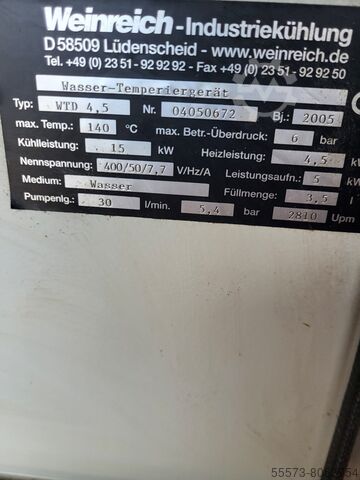 Weinreich-Industriekühlung
D 58509 Lüdenscheid - www.weinreich.de
Tel. +49 (0) 23 51 - 92 92 92 - Fax +49 (0) 23 51- 92 92 50
Wasser-Temperiergerät
Typ: WTD 4,5 Nr. 04050672 Bj.: 2005
max. Temp.: 140 °C max. Betr.-Überdruck: 6 bar
Kühlleistung: 15 kW Heizleistung: 4,5 kW
Nennspannung: 400/50/7,7 V/Hz/A Leistungsaufn.: 5
Medium: Wasser Füllmenge: 3,5 l
Pumpenlg.: 30 l/min. 5,4 bar 2810 Upm